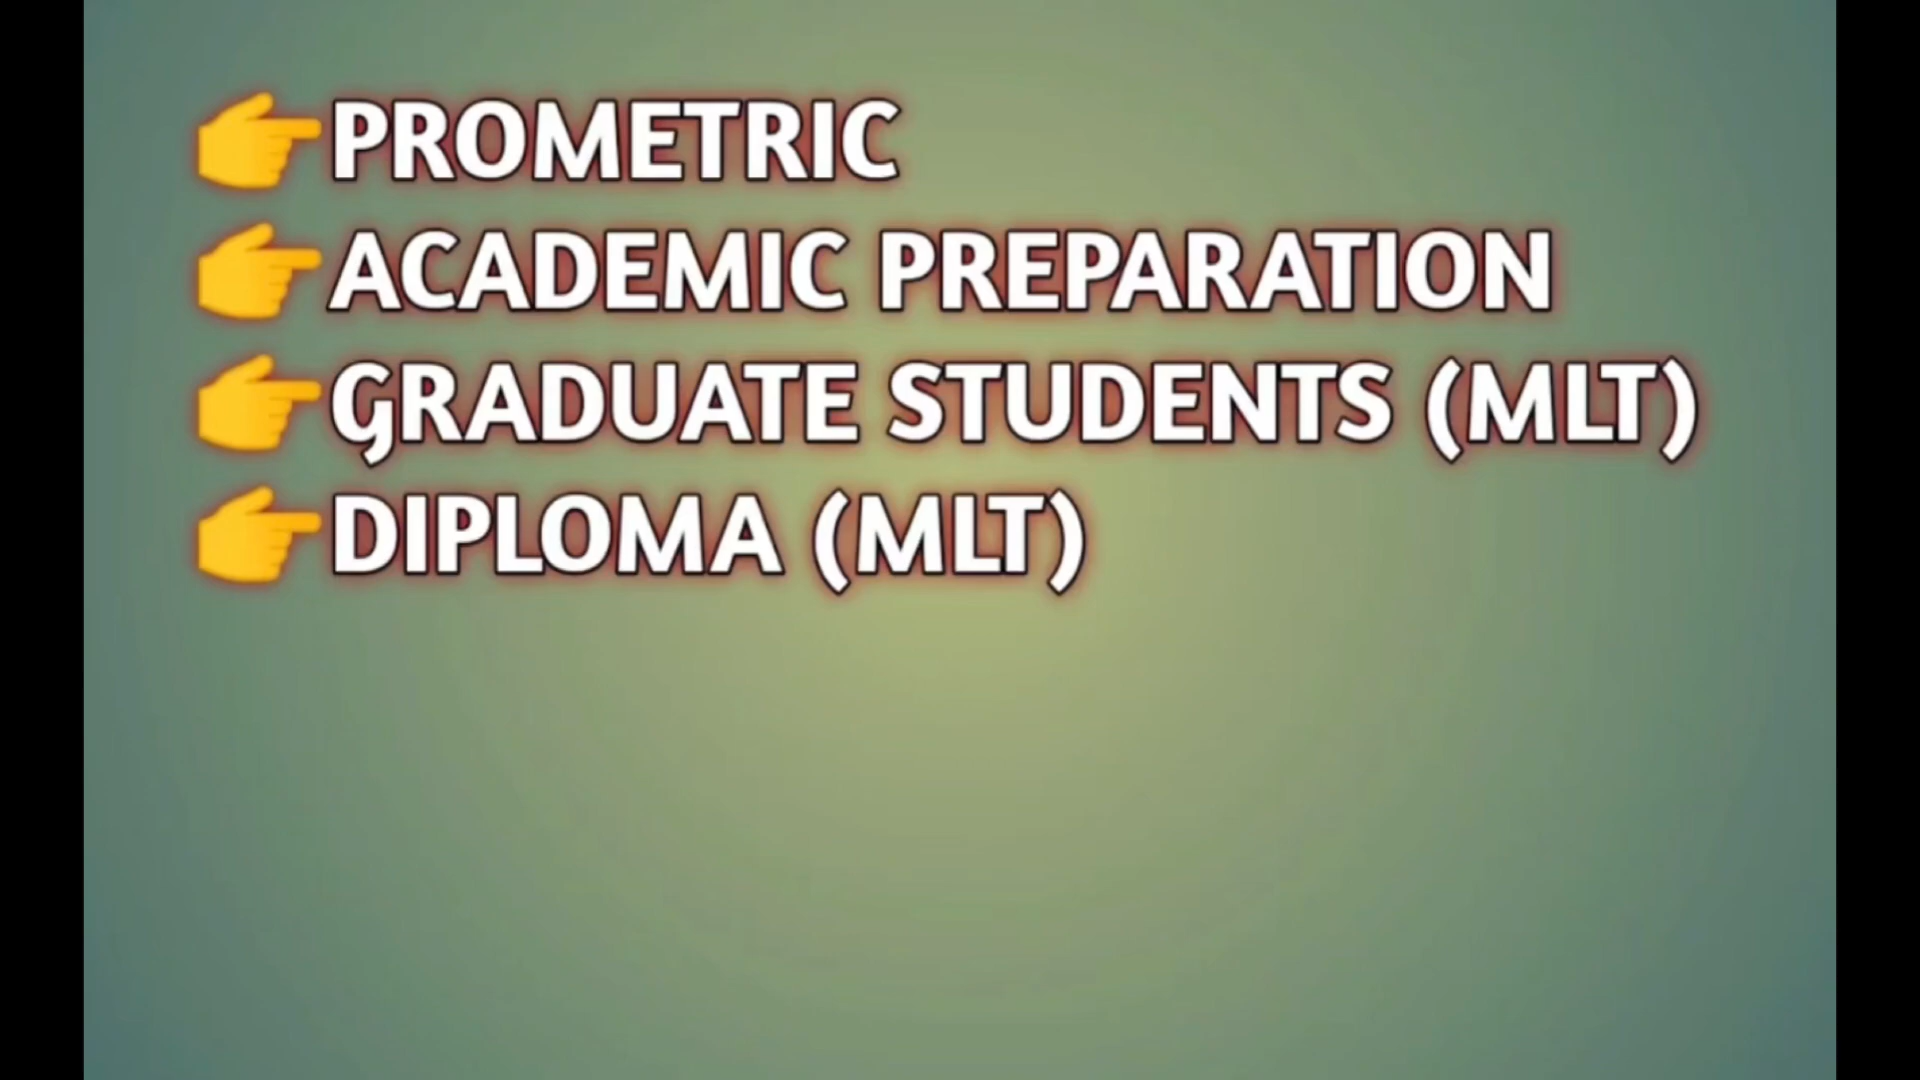 👉PROMETRIC
👉ACADEMIC PREPARATION
👉GRADUATE STUDENTS (MLT)
👉DIPLOMA (MLT)